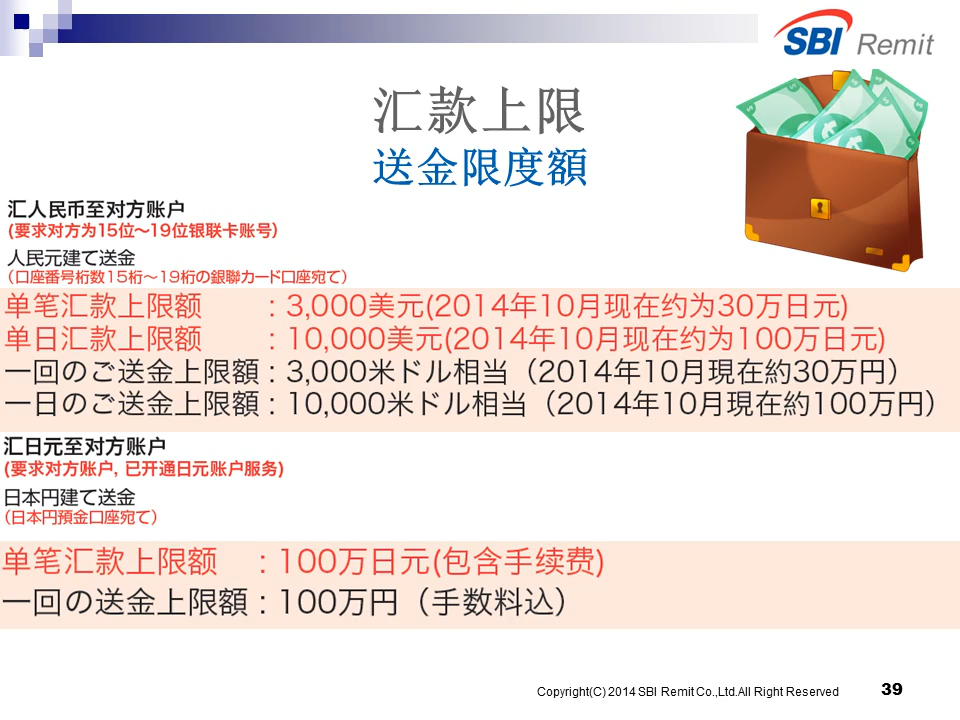 SBI Remit
汇款上限
送金限度額
汇人民币至对方账户
(要求对方为15位～19位银联卡账号)
人民元建て送金
（口座番号桁数15桁～19桁の銀聯カード口座宛て）
单笔汇款上限额 : 3,000美元(2014年10月现在约为30万日元)
单日汇款上限额 : 10,000美元(2014年10月现在约为100万日元)
一回のご送金上限額 : 3,000米ドル相当（2014年10月現在約30万円）
一日のご送金上限額 : 10,000米ドル相当（2014年10月現在約100万円）
汇日元至对方账户
(要求对方账户, 已开通日元账户服务)
日本円建て送金
（日本円預金口座宛て）
单笔汇款上限额 : 100万日元(包含手续费)
一回の送金上限額 : 100万円（手数料込）
Copyright(C) 2014 SBI Remit Co.,Ltd.All Right Reserved
39